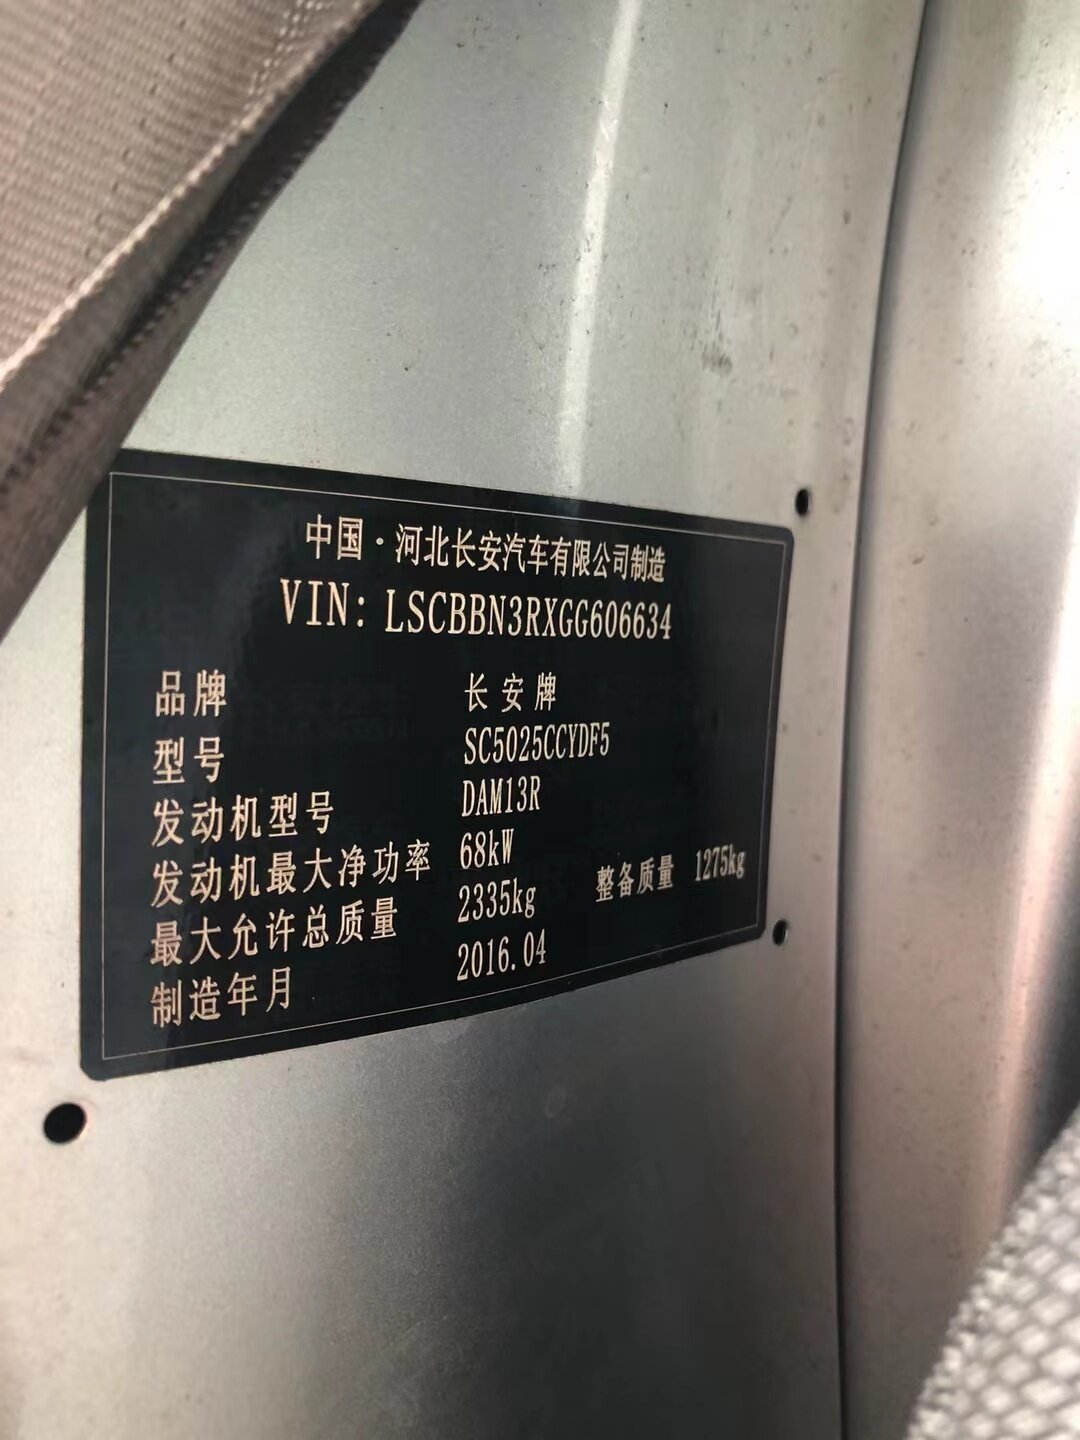 中国·河北长安汽车有限公司制造
VIN: LSCBBN3RXGG606634
品牌 长安牌
型号 SC5025CCYDF5
发动机型号 DAM13R
发动机最大净功率 68kW
最大允许总质量 2335kg 整备质量 1275kg
制造年月 2016.04